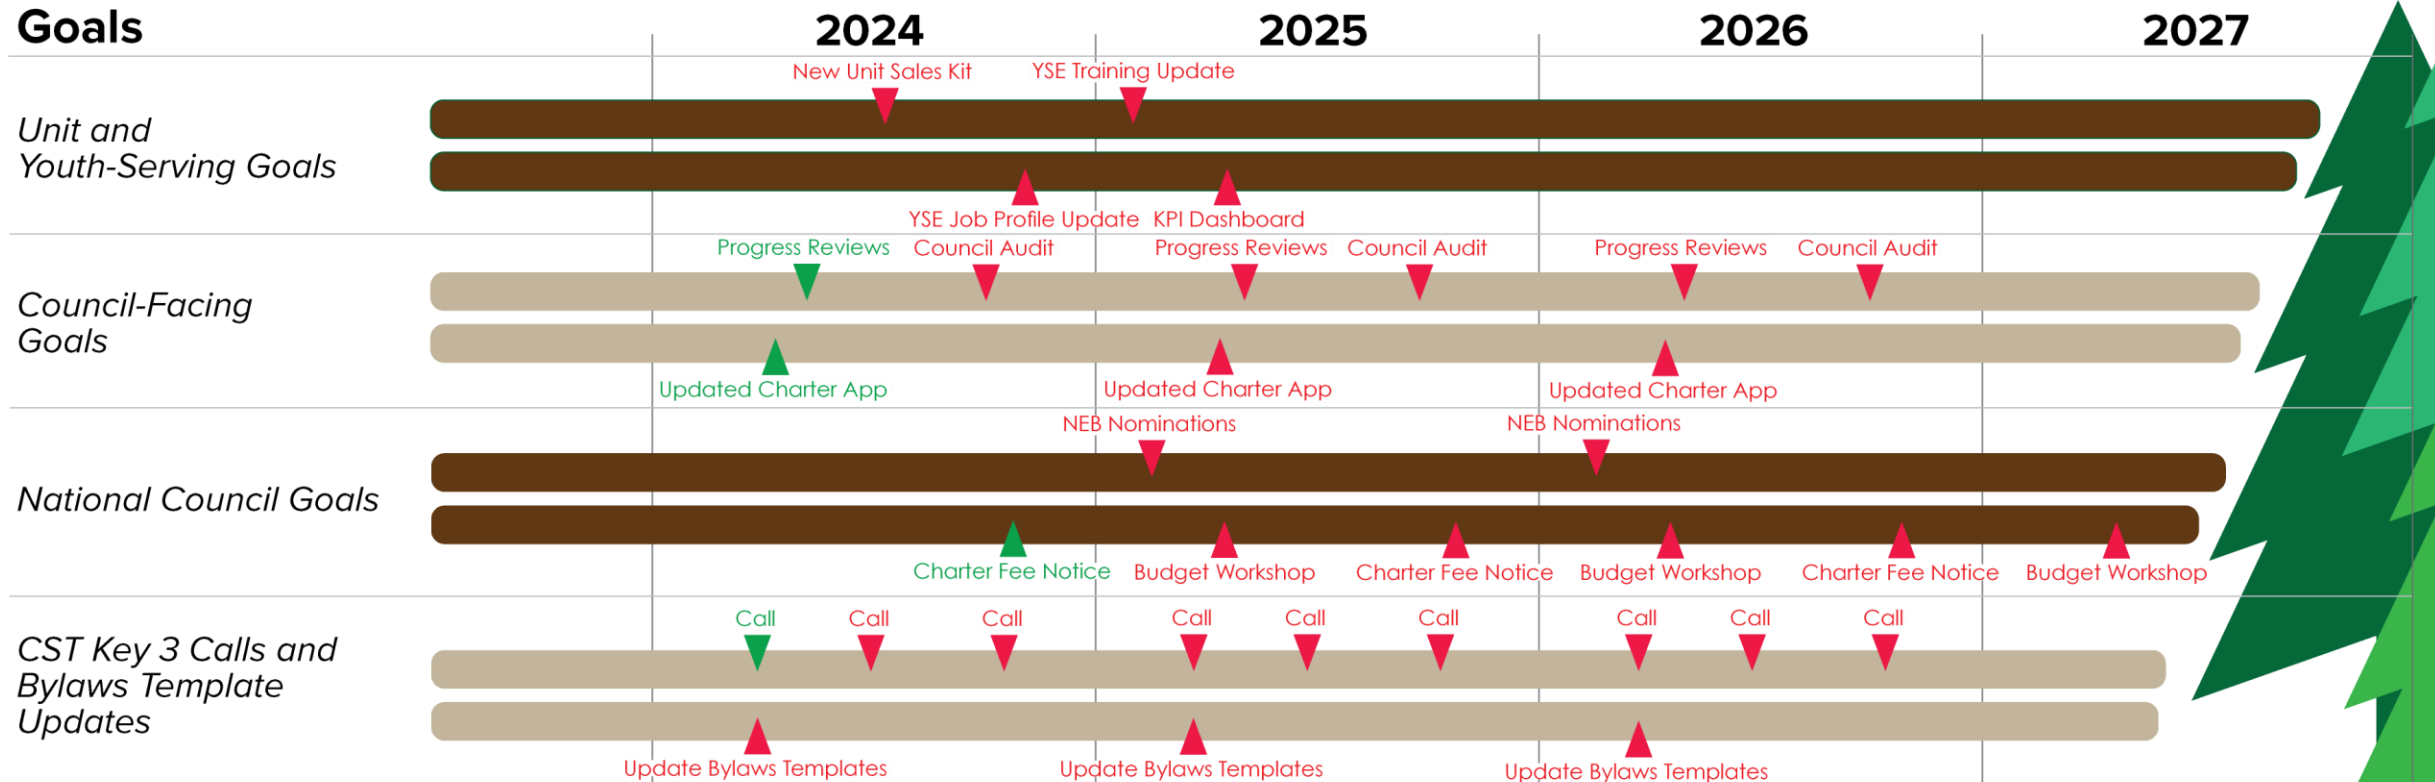 Goals 2024 2025 2026 2027
New Unit Sales Kit YSE Training Update
Unit and
Youth-Serving Goals
YSE Job Profile Update KPI Dashboard
Progress Reviews Council Audit Progress Reviews Council Audit Progress Reviews Council Audit
Council-Facing
Goals
Updated Charter App Updated Charter App Updated Charter App
NEB Nominations NEB Nominations
National Council Goals
Charter Fee Notice Budget Workshop Charter Fee Notice Budget Workshop Charter Fee Notice Budget Workshop
Call Call Call Call Call Call Call Call Call
CST Key 3 Calls and
Bylaws Template
Updates
Update Bylaws Templates Update Bylaws Templates Update Bylaws Templates